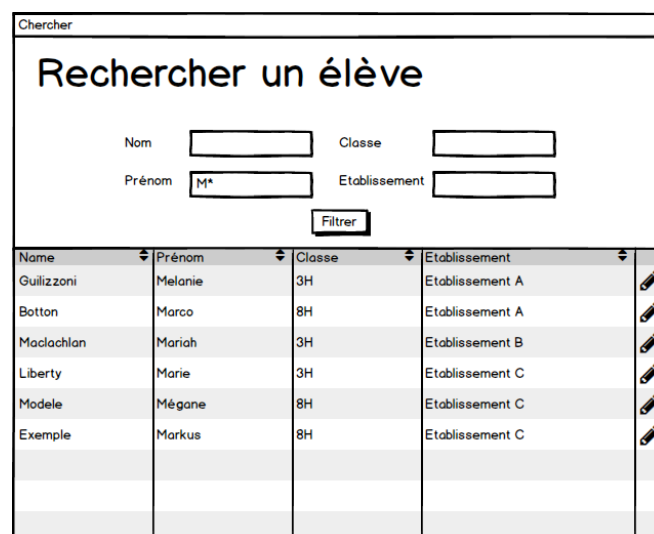 Chercher
Rechercher un élève
Nom Classe
Prénom M* Etablissement
Filtrer
Name Prénom Classe Etablissement
Guilizzoni Melanie 3H Etablissement A
Botton Marco 8H Etablissement A
Maclachlan Mariah 3H Etablissement B
Liberty Marie 3H Etablissement C
Modele Mégane 8H Etablissement C
Exemple Markus 8H Etablissement C